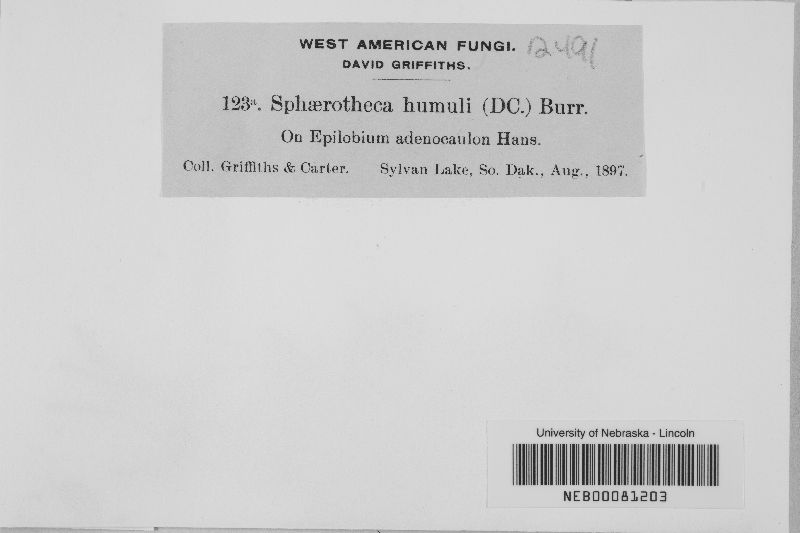 WEST AMERICAN FUNGI. 12491
DAVID GRIFFITHS.
123a. Sphærotheca humuli (DC.) Burr.
On Epilobium adenocaulon Hans.
Coll. Griffiths & Carter. Sylvan Lake, So. Dak., Aug., 1897.
University of Nebraska - Lincoln
NEB00081203